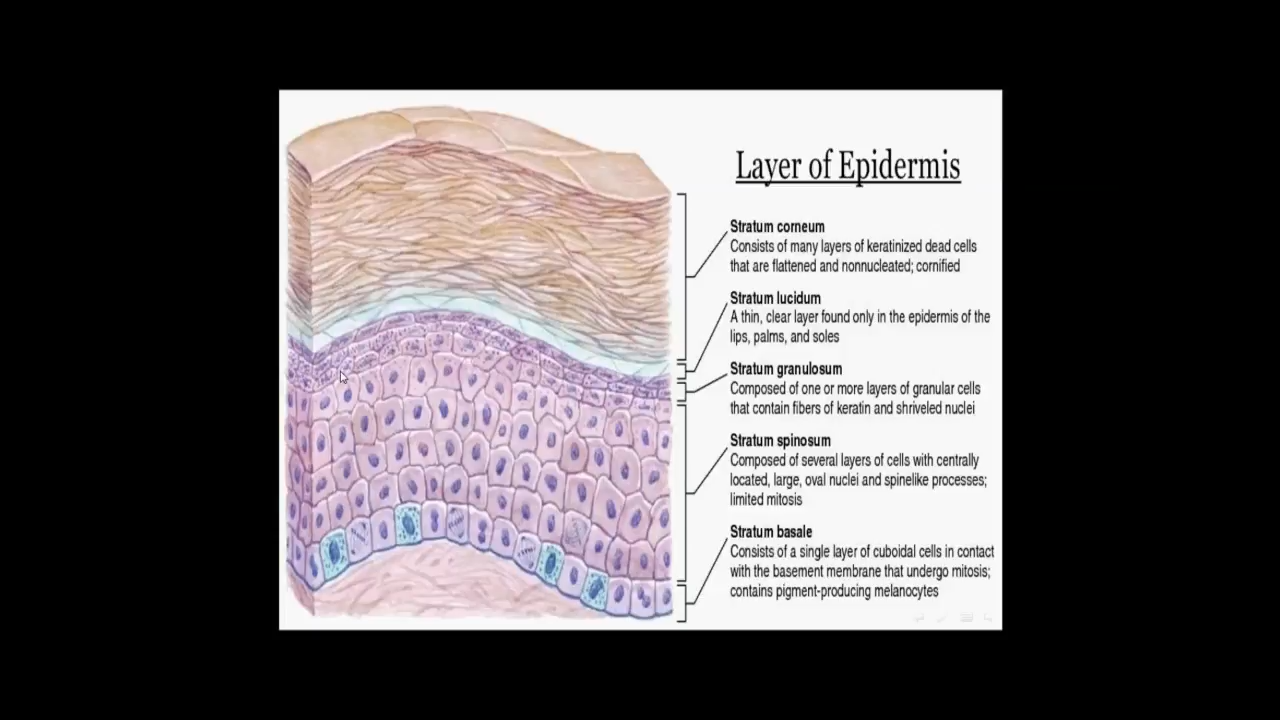 Layer of Epidermis
Stratum corneum
Consists of many layers of keratinized dead cells
that are flattened and nonnucleated; cornified
Stratum lucidum
A thin, clear layer found only in the epidermis of the
lips, palms, and soles
Stratum granulosum
Composed of one or more layers of granular cells
that contain fibers of keratin and shriveled nuclei
Stratum spinosum
Composed of several layers of cells with centrally
located, large, oval nuclei and spinelike processes;
limited mitosis
Stratum basale
Consists of a single layer of cuboidal cells in contact
with the basement membrane that undergo mitosis;
contains pigment-producing melanocytes